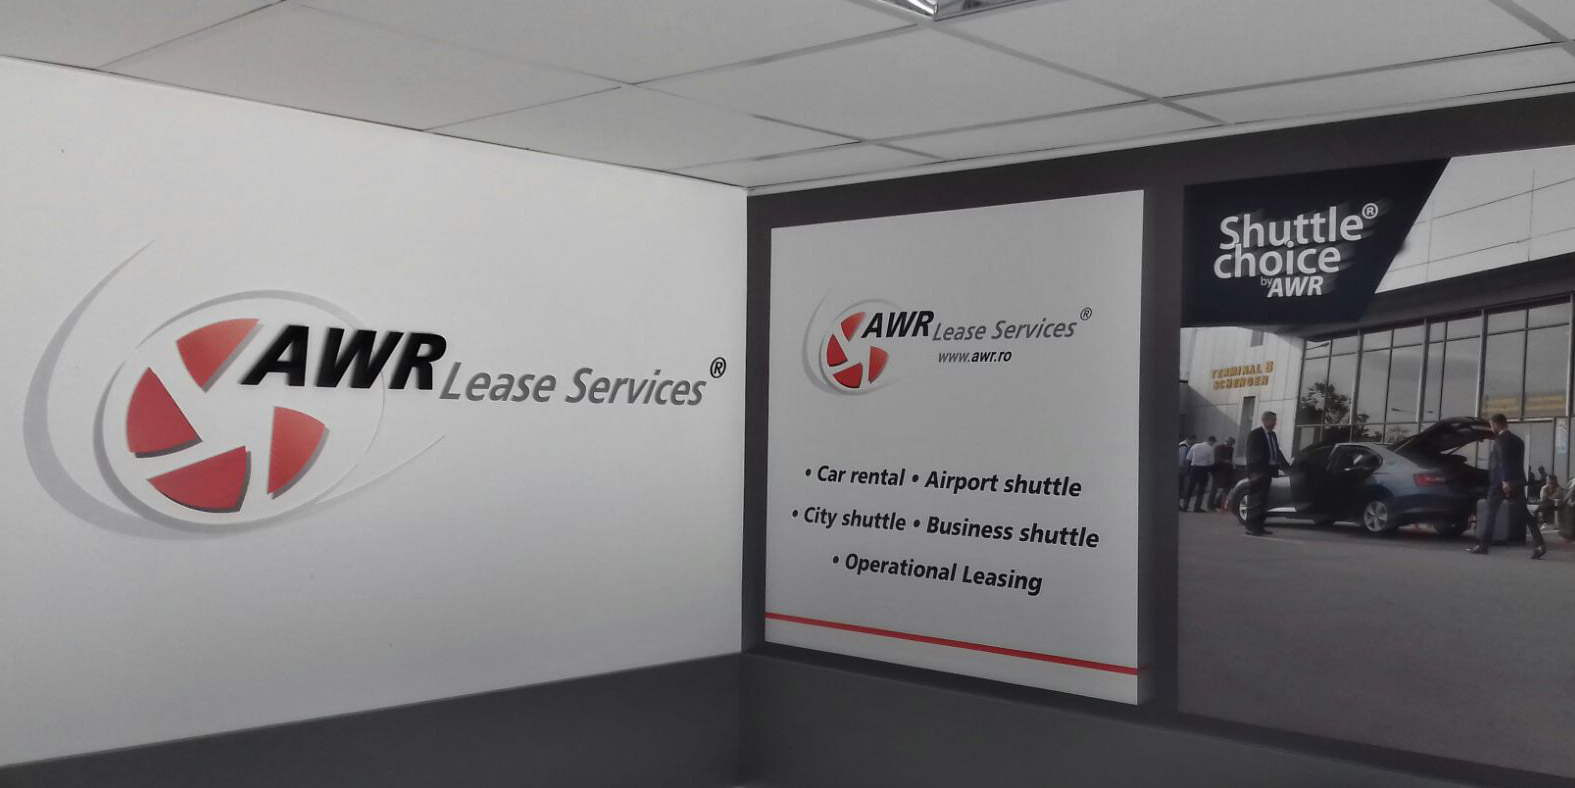 AWR Lease Services®
AWR Lease Services®
www.awr.ro
• Car rental • Airport shuttle
• City shuttle • Business shuttle
• Operational Leasing
Shuttle®
choice
by AWR
TERMINAL B
SCHENGEN